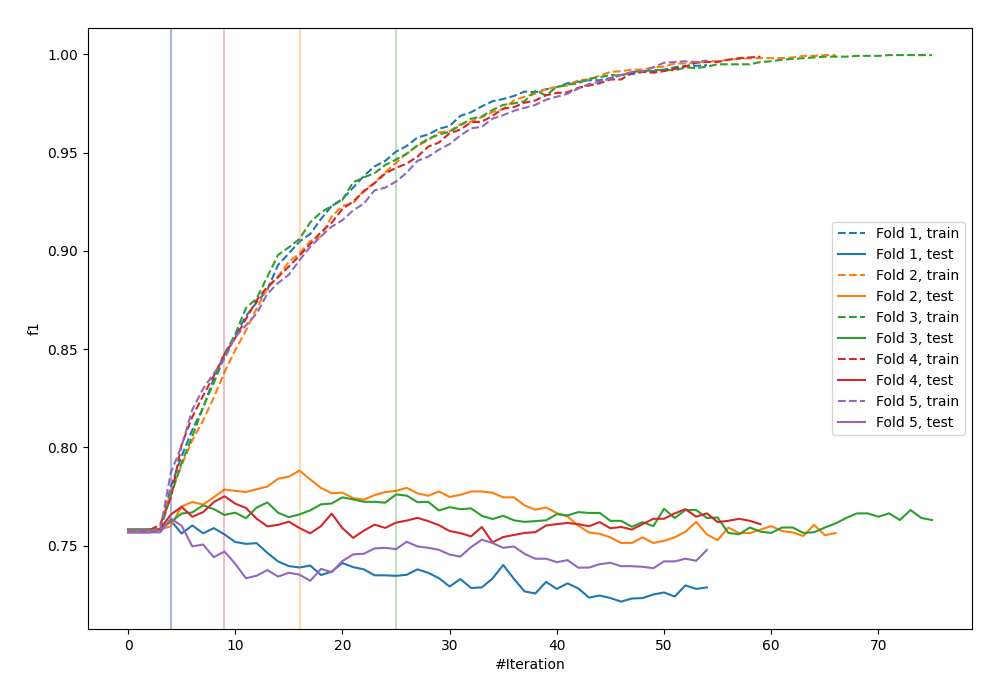 1.00
0.95
0.90
0.85
0.80
0.75
f1
0 10 20 30 40 50 60 70
#Iteration
Fold 1, train
Fold 1, test
Fold 2, train
Fold 2, test
Fold 3, train
Fold 3, test
Fold 4, train
Fold 4, test
Fold 5, train
Fold 5, test